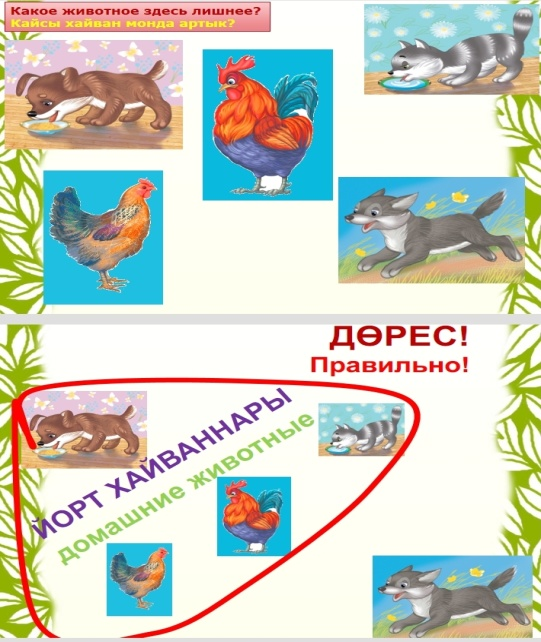 Какое животное здесь лишнее?
Кайсы хайван монда артык?
ДӨРЕС!
Правильно!
ЙОРТ ХАЙВАННАРЫ
домашние животные